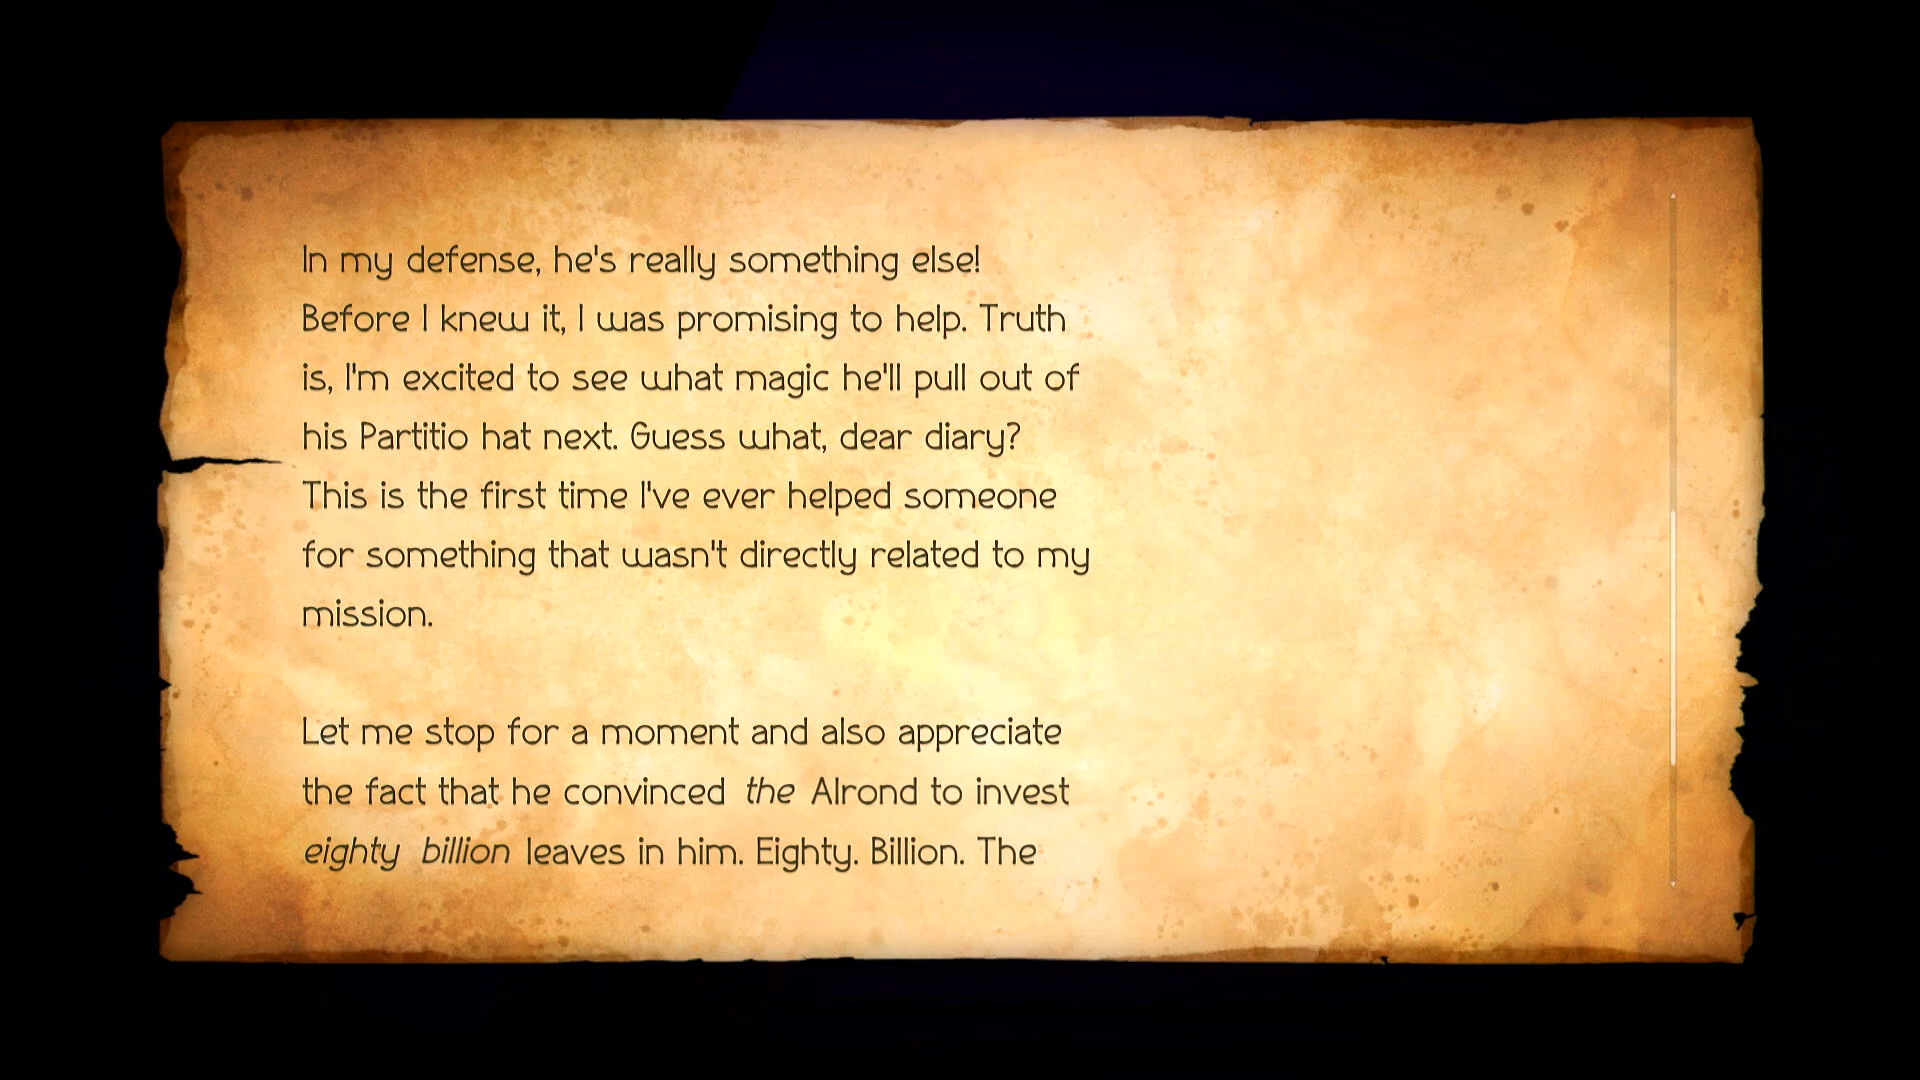 In my defense, he's really something else!
Before I knew it, I was promising to help. Truth
is, I'm excited to see what magic he'll pull out of
his Partitio hat next. Guess what, dear diary?
This is the first time I've ever helped someone
for something that wasn't directly related to my
mission.
Let me stop for a moment and also appreciate
the fact that he convinced the Alrond to invest
eighty billion leaves in him. Eighty. Billion. The